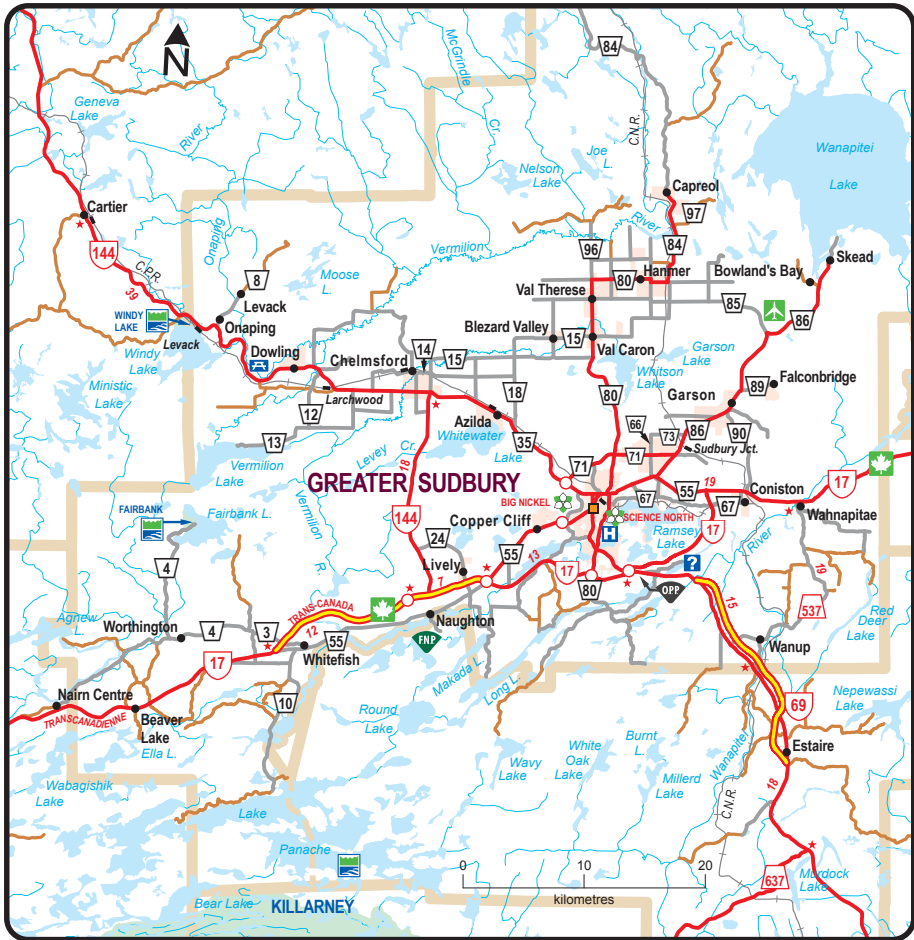 84
McGrindle
Cr.
N
Geneva
Lake
River
C.N.R.
Joe
L.
Nelson
Lake
Wanapitei
Lake
Capreol
97
Cartier
144
C.P.R.
39
Onaping
River
84
96
Vermilion
Skead
Hanmer
80
Bowland's Bay
8
Moose
L.
Levack
Val Therese
85
86
WINDY
LAKE
Onaping
Levack
Blezard Valley
15
Val Caron
Garson
Lake
Windy
Lake
Dowling
Chelmsford
14
15
Whitson
Lake
Ministic
Lake
Larchwood
18
80
89
Falconbridge
Garson
12
Azilda
Whitewater
Lake
66
73
86
90
13
Levey
Cr.
18
35
71
71
Sudbury Jct.
Vermilion
Lake
GREATER SUDBURY
19
17
67
55
Coniston
67
BIG NICKEL
SCIENCE NORTH
Wahnapitae
FAIRBANK
Fairbank L.
Vermilion
R.
144
Copper Cliff
H
Ramsey
Lake
17
River
24
Lively
55
13
17
?
4
7
80
OPP
19
537
TRANS-CANADA
12
15
Red
Deer
Lake
Agnew
L.
Worthington
4
3
55
Naughton
FNP
Whitefish
Wanup
17
Makada L.
Long L.
Nairn Centre
TRANSCANADIENNE
Beaver
Lake
Ella L.
10
69
Nepewassi
Lake
Round
Lake
Burnt
L.
White
Oak
Lake
Wavy
Lake
Wanapitei
Estaire
Millerd
Lake
18
Wabagishik
Lake
Lake
C.N.R.
Panache
0
10
20
kilometres
Murdock
Lake
637
Bear Lake
KILLARNEY